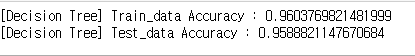 [Decision Tree] Train_data Accuracy : 0.9603769821481999
[Decision Tree] Test_data Accuracy : 0.9588821147670684